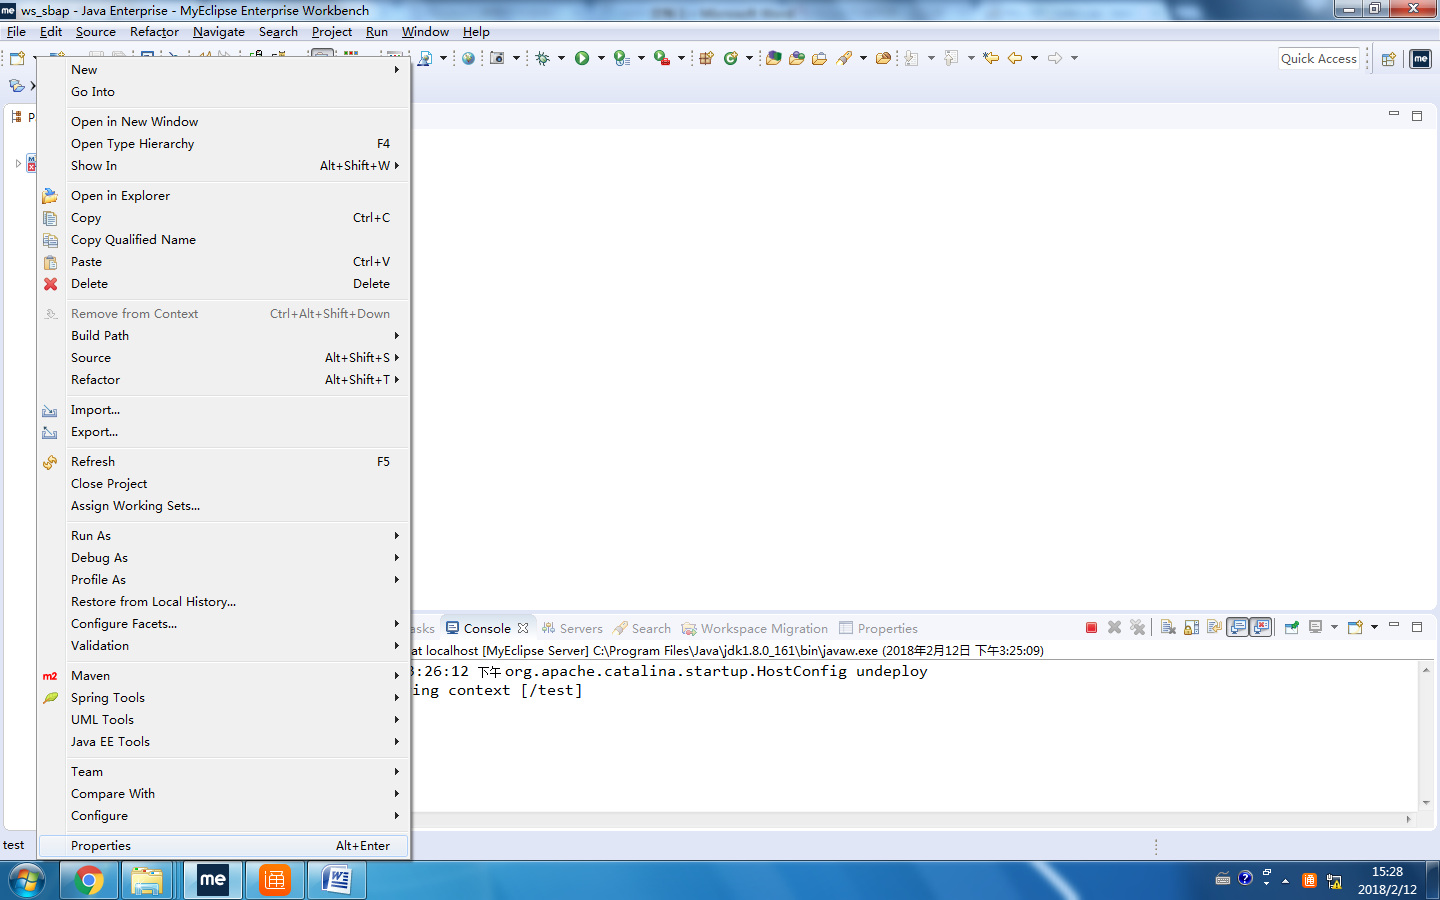 me ws_sbap - Java Enterprise - MyEclipse Enterprise Workbench
File Edit Source Refactor Navigate Search Project Run Window Help
Quick Access
me
P
New
Go Into
Open in New Window
Open Type Hierarchy F4
Show In Alt+Shift+W
Open in Explorer
Copy Ctrl+C
Copy Qualified Name
Paste Ctrl+V
Delete Delete
Remove from Context Ctrl+Alt+Shift+Down
Build Path
Source Alt+Shift+S
Refactor Alt+Shift+T
Import...
Export...
Refresh F5
Close Project
Assign Working Sets...
Run As
Debug As
Profile As
Restore from Local History...
Configure Facets...
Validation
m2 Maven
Spring Tools
UML Tools
Java EE Tools
Team
Compare With
Configure
Properties Alt+Enter
asks Console Servers Search Workspace Migration Properties
at localhost [MyEclipse Server] C:\Program Files\Java\jdk1.8.0_161\bin\javaw.exe (2018年2月12日 下午3:25:09)
3:26:12 下午 org.apache.catalina.startup.HostConfig undeploy
ing context [/test]
test
me
15:28
2018/2/12